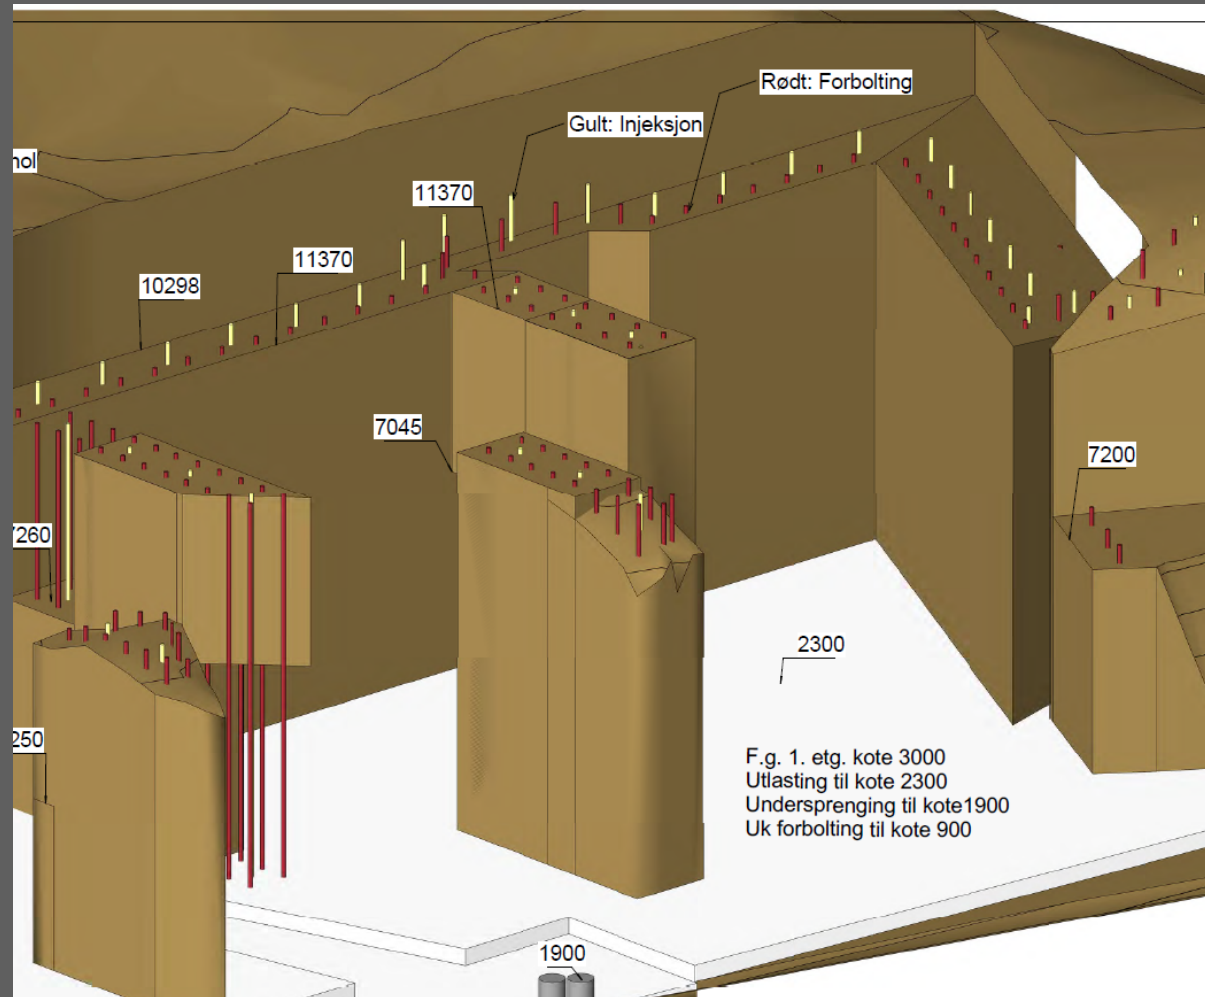 Rødt: Forbolting
Gult: Injeksjon
nol
11370
11370
10298
7045
7200
7260
2300
250
F.g. 1. etg. kote 3000
Utlasting til kote 2300
Undersprenging til kote1900
Uk forbolting til kote 900
1900